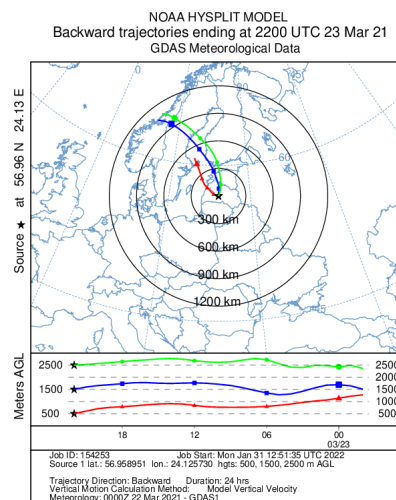 NOAA HYSPLIT MODEL
Backward trajectories ending at 2200 UTC 23 Mar 21
GDAS Meteorological Data
Source ★ at 56.96 N 24.13 E
60
300 km
600 km
900 km
1200 km
Meters AGL
2500
1500
500
2500
2000
1500
1000
500
18
12
06
00
03/23
Job ID: 154253 Job Start: Mon Jan 31 12:51:35 UTC 2022
Source 1 lat.: 56.958951 lon.: 24.125730 hgts: 500, 1500, 2500 m AGL
Trajectory Direction: Backward Duration: 24 hrs
Vertical Motion Calculation Method: Model Vertical Velocity
Meteorology: 0000Z 22 Mar 2021 - GDAS1